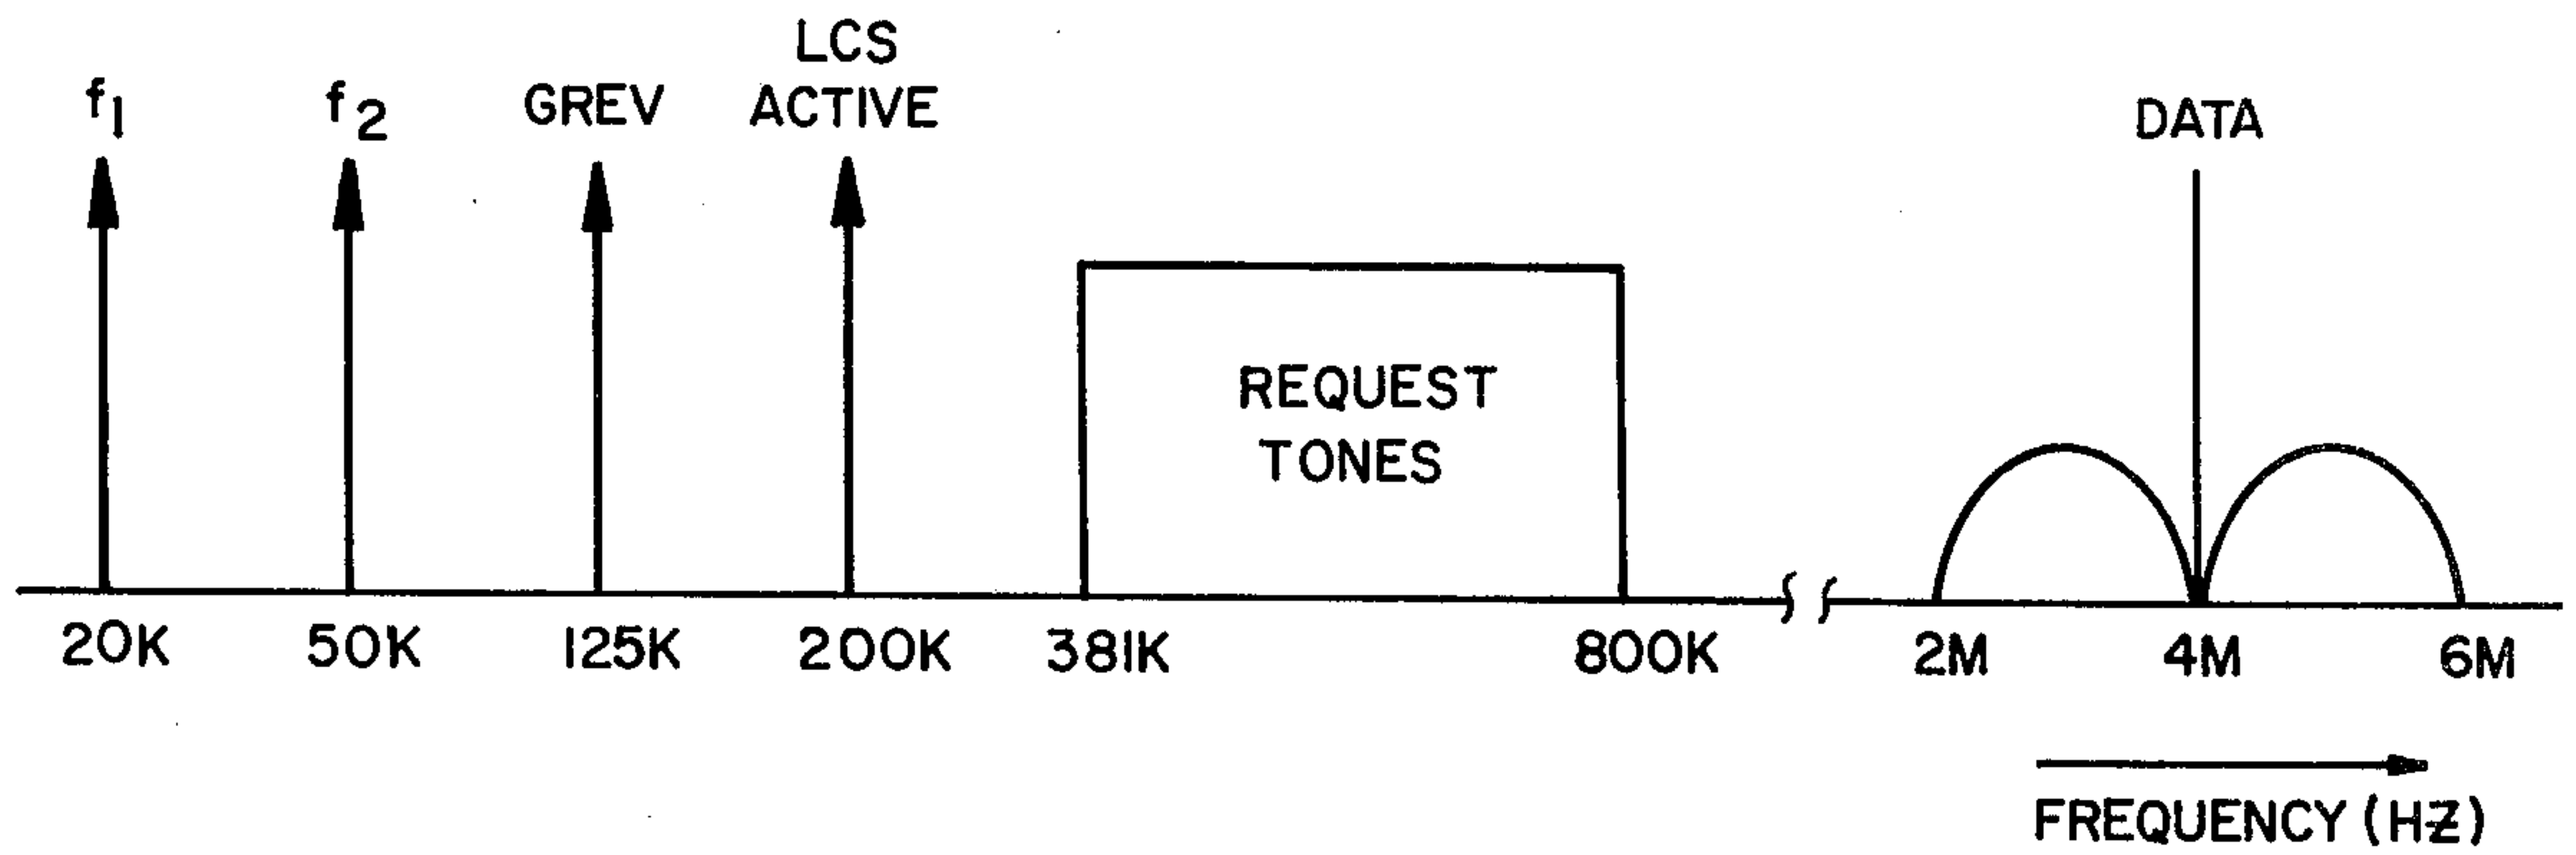 LCS
f1 f2 GREV ACTIVE DATA
REQUEST
TONES
20K 50K 125K 200K 381K 800K 2M 4M 6M
FREQUENCY (HZ)